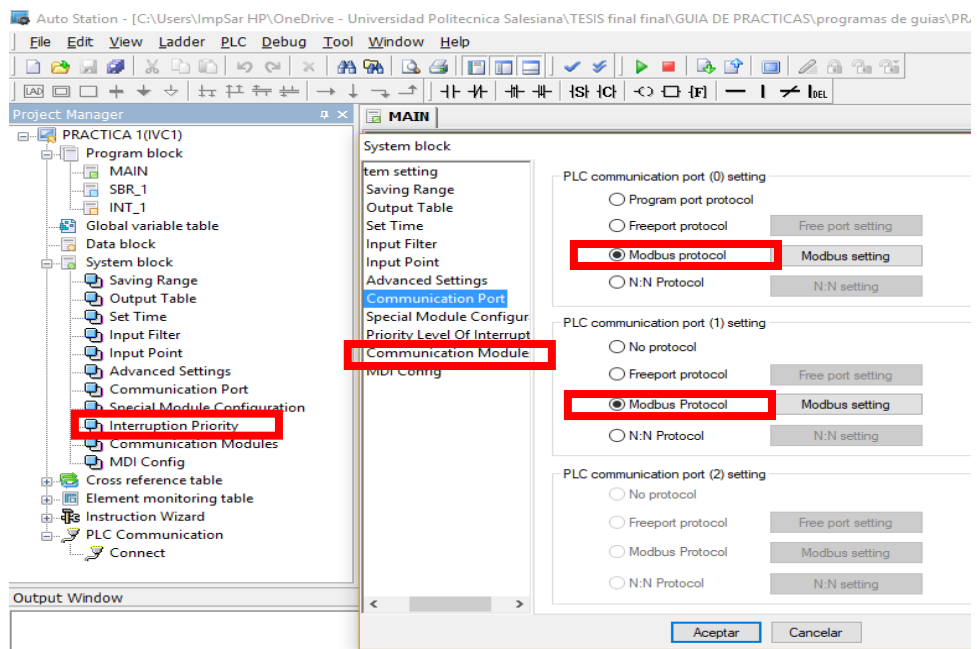 Auto Station - [C:\Users\ImpSar HP\OneDrive - Universidad Politecnica Salesiana\TESIS final final\GUIA DE PRACTICAS\programas de guias\PRA
File Edit View Ladder PLC Debug Tool Window Help
LAD
S C F DEL
Project Manager
PRACTICA 1(IVC1)
Program block
MAIN
SBR_1
INT_1
Global variable table
Data block
System block
Saving Range
Output Table
Set Time
Input Filter
Input Point
Advanced Settings
Communication Port
Special Module Configuration
Interruption Priority
Communication Modules
MDI Config
Cross reference table
Element monitoring table
Instruction Wizard
PLC Communication
Connect
Output Window
MAIN
System block
tem setting
Saving Range
Output Table
Set Time
Input Filter
Input Point
Advanced Settings
Communication Port
Special Module Configur
Priority Level Of Interrupt
Communication Module
MDI Config
PLC communication port (0) setting
Program port protocol
Freeport protocol Free port setting
Modbus protocol Modbus setting
N:N Protocol N:N setting
PLC communication port (1) setting
No protocol
Freeport protocol Free port setting
Modbus Protocol Modbus setting
N:N Protocol N:N setting
PLC communication port (2) setting
No protocol
Freeport protocol Free port setting
Modbus Protocol Modbus setting
N:N Protocol N:N setting
Aceptar Cancelar